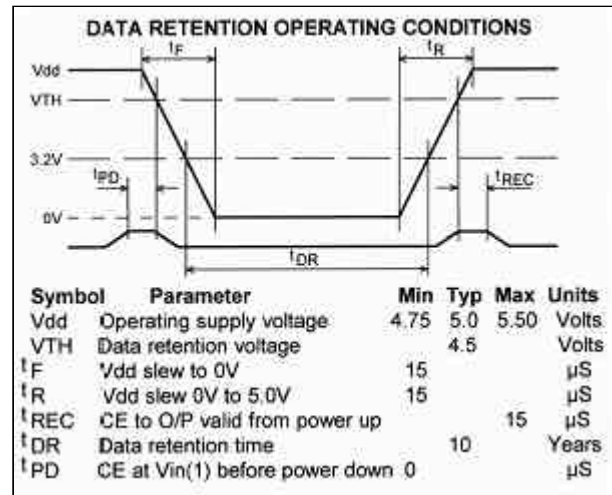 DATA RETENTION OPERATING CONDITIONS
tF
tR
Vdd
VTH
3.2V
tPD
tREC
0V
tDR
Symbol Parameter Min Typ Max Units
Vdd Operating supply voltage 4.75 5.0 5.50 Volts
VTH Data retention voltage 4.5 Volts
tF Vdd slew to 0V 15 µS
tR Vdd slew 0V to 5.0V 15 µS
tREC CE to O/P valid from power up 15 µS
tDR Data retention time 10 Years
tPD CE at Vin(1) before power down 0 µS